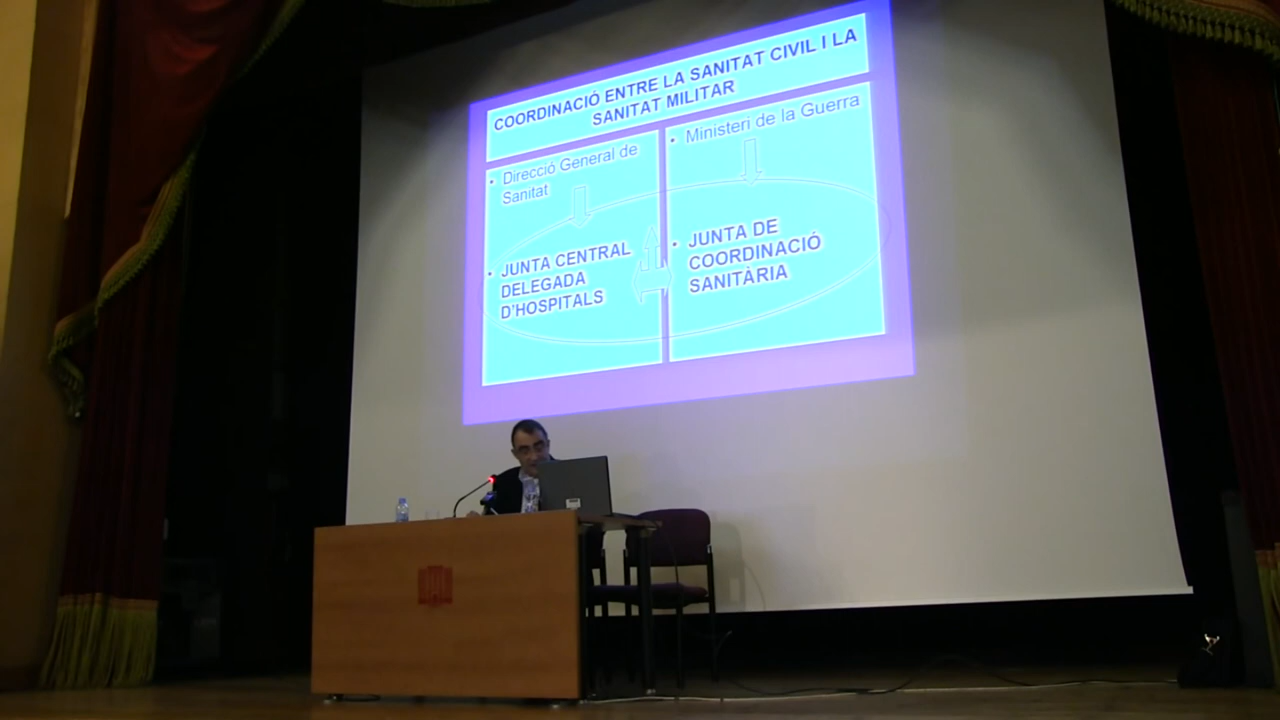 COORDINACIÓ ENTRE LA SANITAT CIVIL I LA
SANITAT MILITAR
• Direcció General de
Sanitat
• JUNTA CENTRAL
DELEGADA
D'HOSPITALS
• Ministeri de la Guerra
• JUNTA DE
COORDINACIÓ
SANITÀRIA